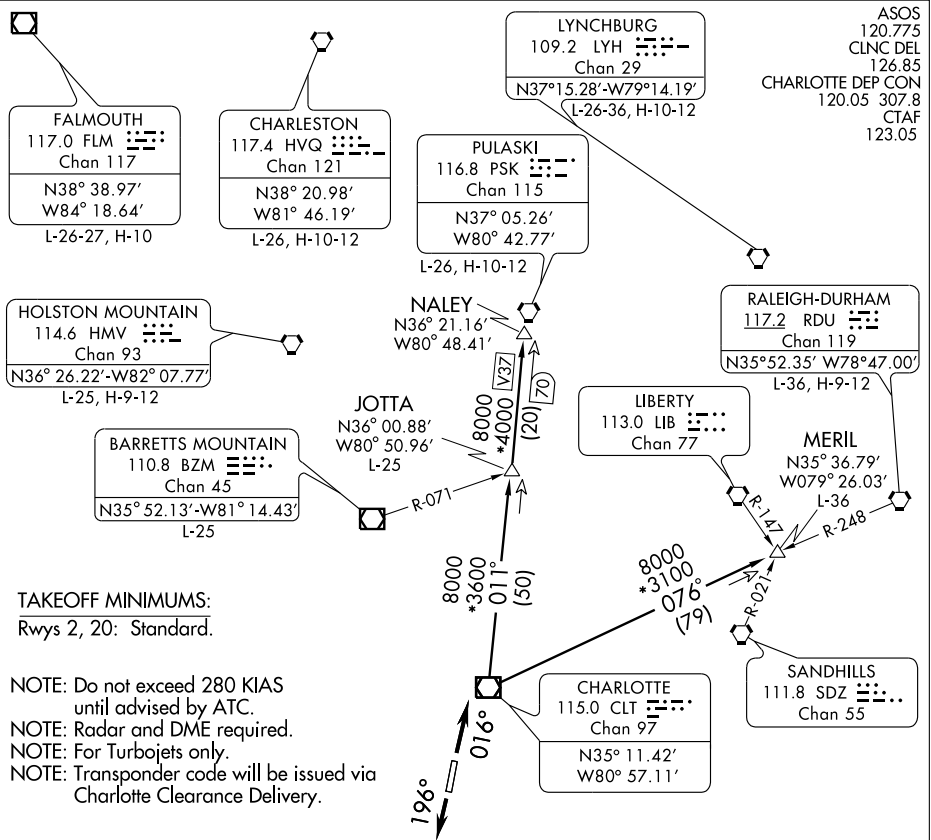 ASOS
120.775
CLNC DEL
126.85
CHARLOTTE DEP CON
120.05 307.8
CTAF
123.05
FALMOUTH
117.0 FLM
Chan 117
N38° 38.97'
W84° 18.64'
L-26-27, H-10
CHARLESTON
117.4 HVQ
Chan 121
N38° 20.98'
W81° 46.19'
L-26, H-10-12
LYNCHBURG
109.2 LYH
Chan 29
N37°15.28'-W79°14.19'
L-26-36, H-10-12
PULASKI
116.8 PSK
Chan 115
N37° 05.26'
W80° 42.77'
L-26, H-10-12
HOLSTON MOUNTAIN
114.6 HMV
Chan 93
N36° 26.22'-W82° 07.77'
L-25, H-9-12
NALEY
N36° 21.16'
W80° 48.41'
RALEIGH-DURHAM
117.2 RDU
Chan 119
N35°52.35' W78°47.00'
L-36, H-9-12
8000
*4000
V37
(20)
70
JOTTA
N36° 00.88'
W80° 50.96'
L-25
LIBERTY
113.0 LIB
Chan 77
MERIL
N35° 36.79'
W079° 26.03'
L-36
BARRETTS MOUNTAIN
110.8 BZM
Chan 45
N35° 52.13'-W81° 14.43'
L-25
R-071
R-147
R-248
R-021
8000
*3600
011°
(50)
8000
*3100
076°
(79)
TAKEOFF MINIMUMS:
Rwys 2, 20: Standard.
NOTE: Do not exceed 280 KIAS
until advised by ATC.
NOTE: Radar and DME required.
NOTE: For Turbojets only.
NOTE: Transponder code will be issued via
Charlotte Clearance Delivery.
SANDHILLS
111.8 SDZ
Chan 55
CHARLOTTE
115.0 CLT
Chan 97
N35° 11.42'
W80° 57.11'
016°
196°